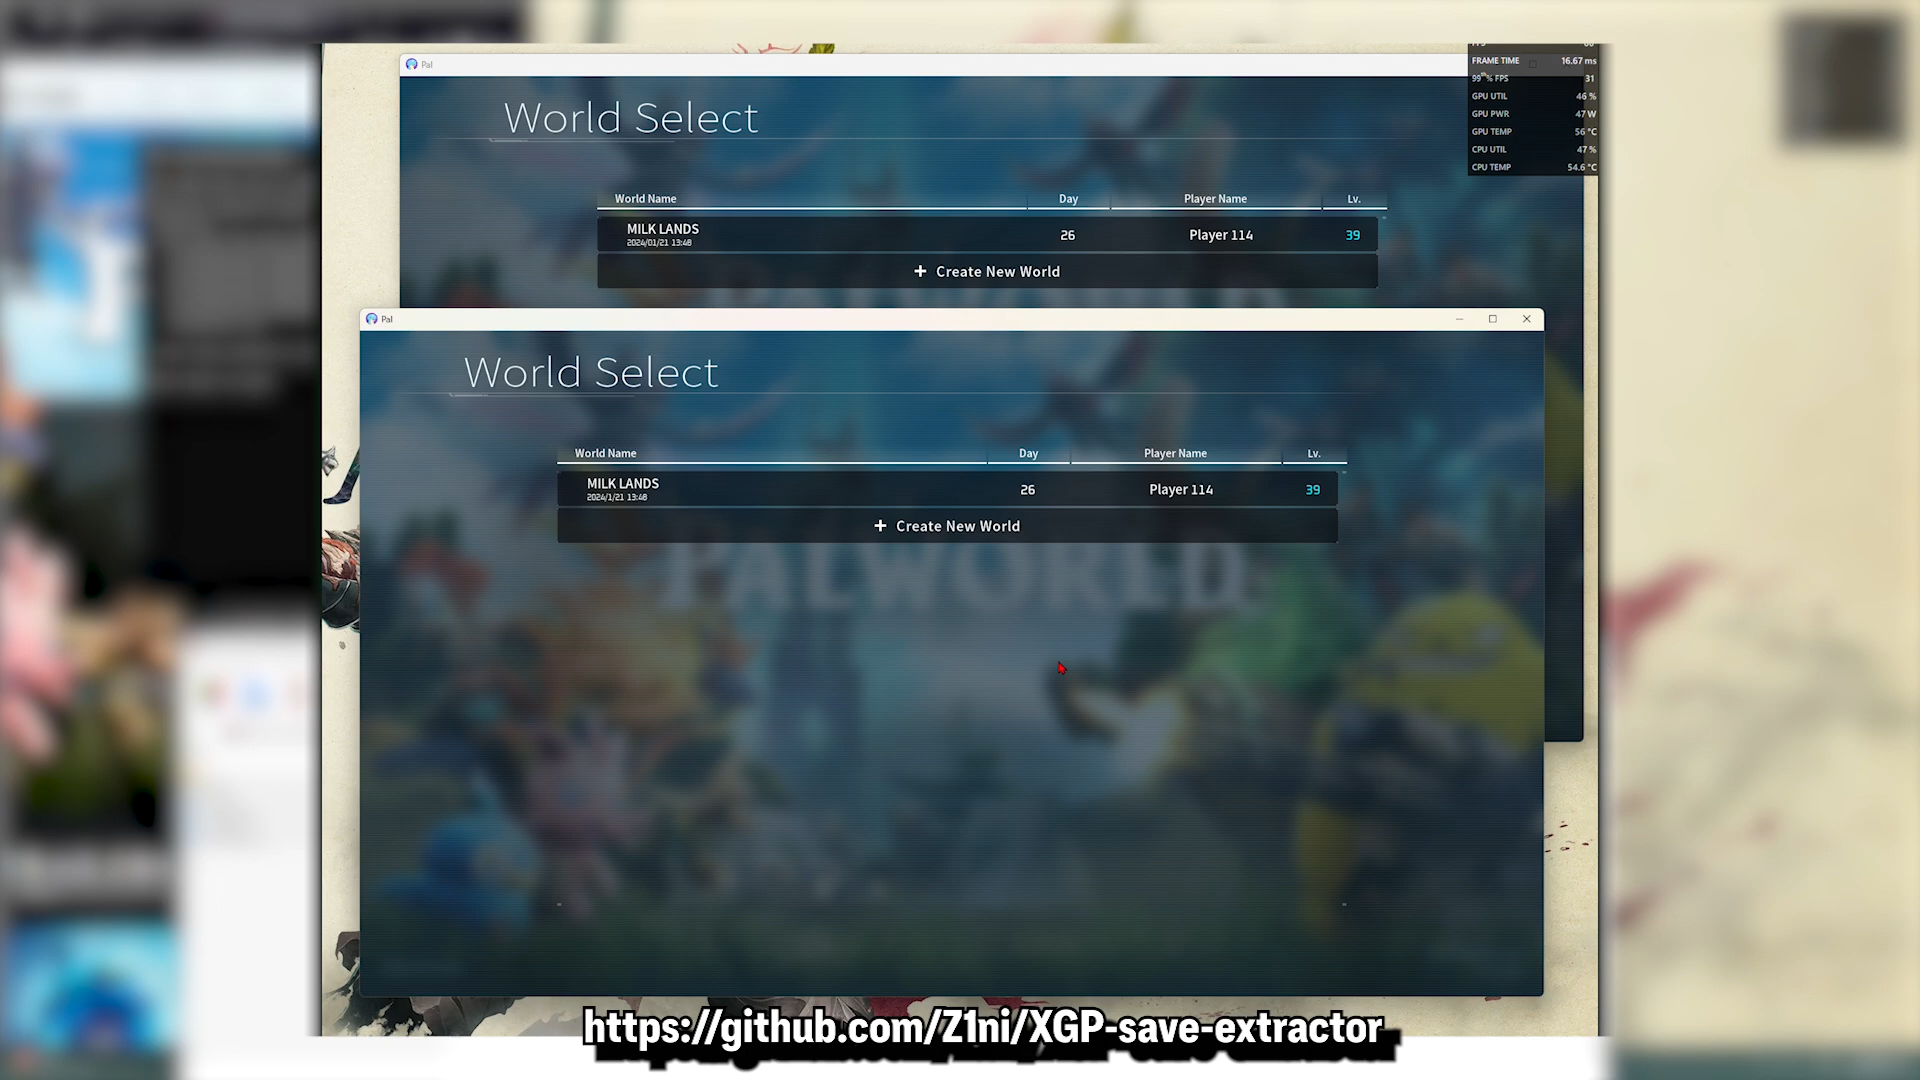 Pal
World Select
FRAME TIME 16.67 ms
99th% FPS 31
GPU UTIL 46 %
GPU PWR 47 W
GPU TEMP 56 °C
CPU UTIL 47 %
CPU TEMP 54.6 °C
World Name Day Player Name Lv.
MILK LANDS 26 Player 114 39
2024/01/21 13:48
+ Create New World
Pal
World Select
World Name Day Player Name Lv.
MILK LANDS 26 Player 114 39
2024/1/21 13:48
+ Create New World
PALWORLD
https://github.com/Z1ni/XGP-save-extractor